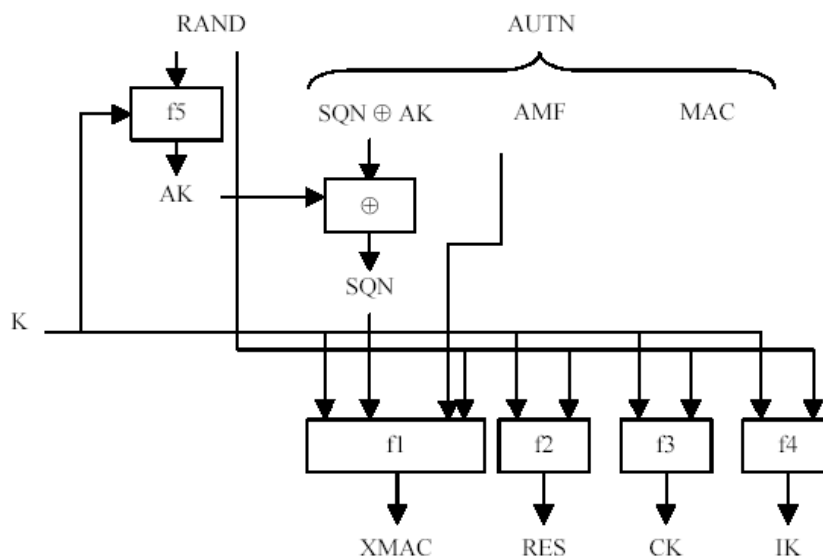 RAND
AUTN
f5
SQN ⊕ AK
AMF
MAC
AK
⊕
SQN
K
f1
f2
f3
f4
XMAC
RES
CK
IK